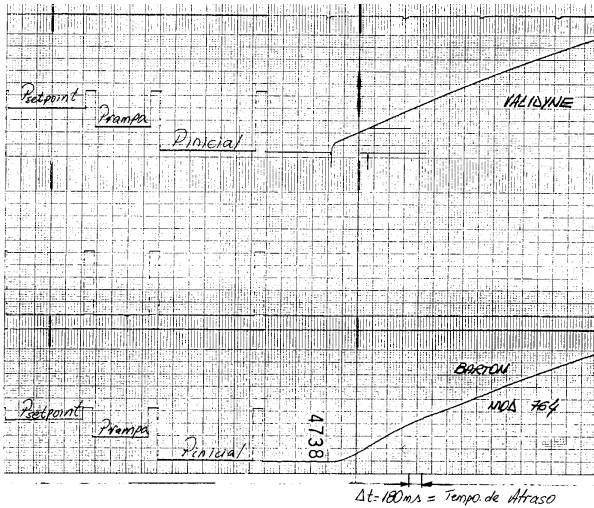 Psetpoint
Prampa
Pinicial
VALIDYNE
BARTON
MOD 764
Psetpoint
Prampa
Pinicial
4738
Δt=180ms = Tempo de Atraso